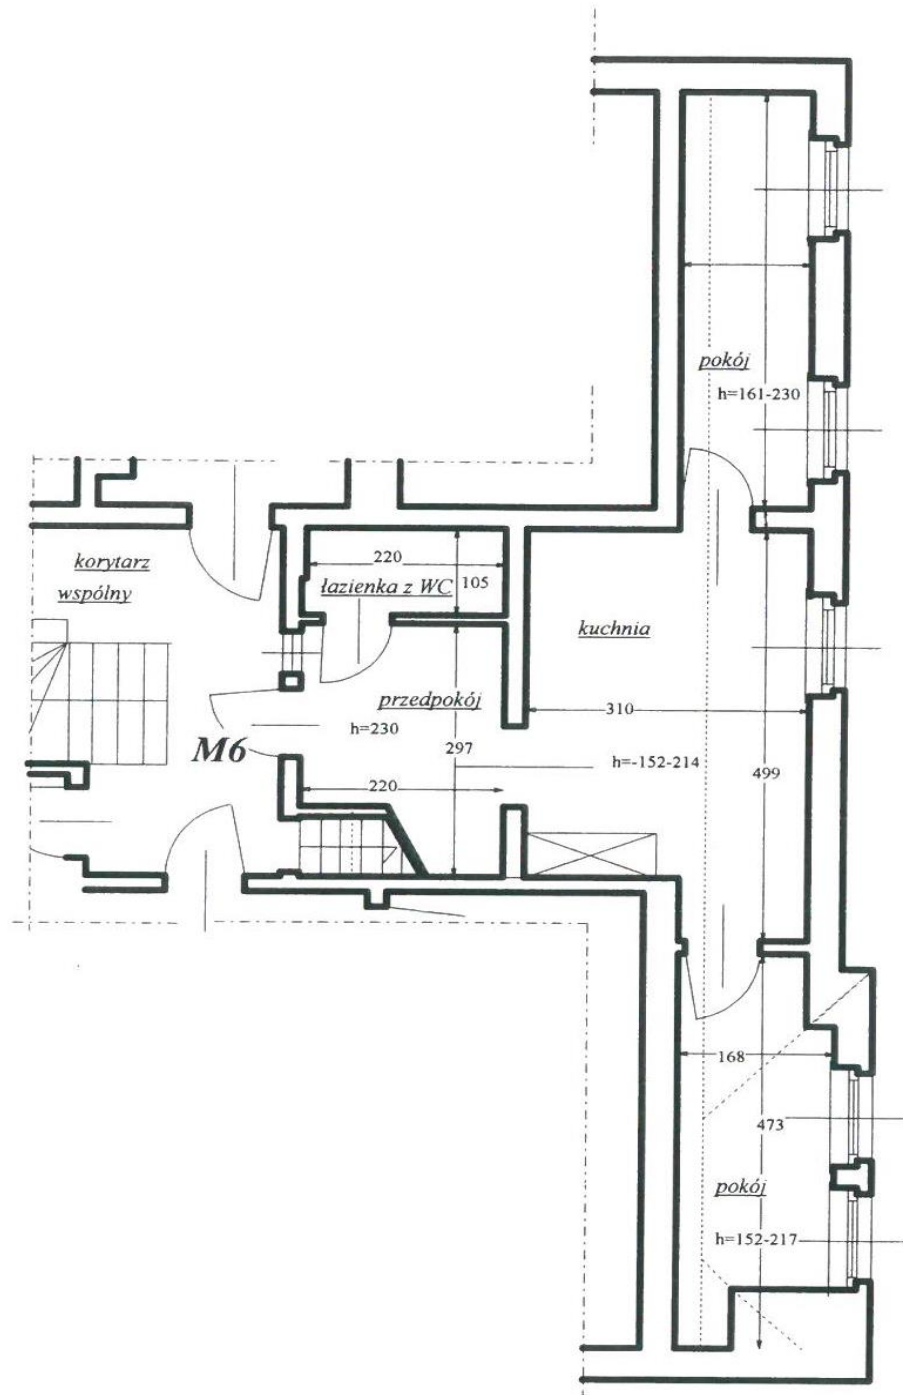 pokój
h=161-230
korytarz
wspólny
220
łazienka z WC
105
kuchnia
przedpokój
h=230
M6
297
310
h=-152-214
220
499
168
473
pokój
h=152-217